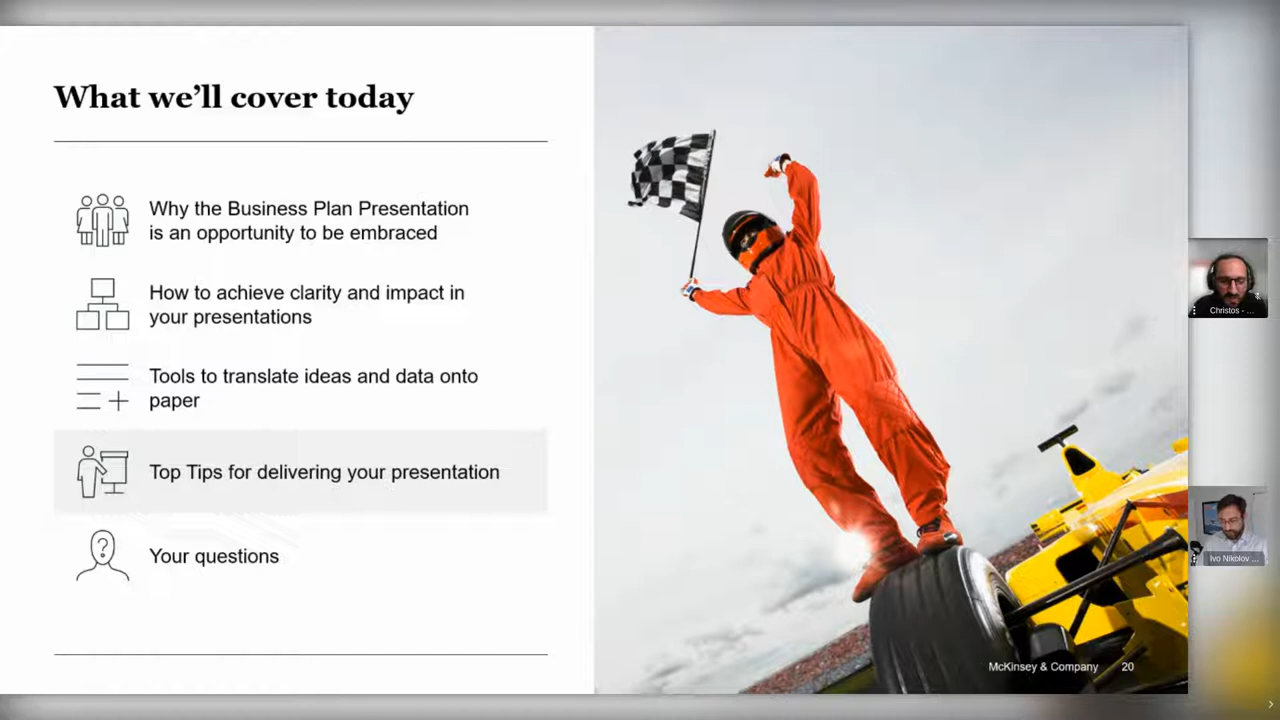 What we'll cover today
Why the Business Plan Presentation
is an opportunity to be embraced
How to achieve clarity and impact in
your presentations
Tools to translate ideas and data onto
paper
Top Tips for delivering your presentation
Your questions
McKinsey & Company 20
Christos - ...
Ivo Nikolov ...